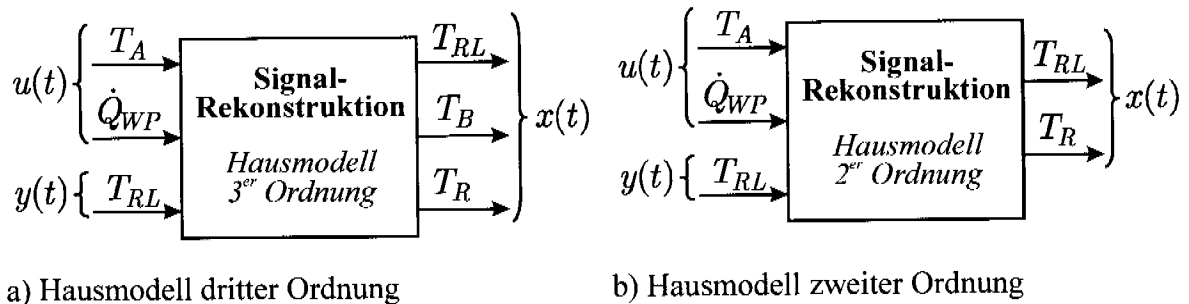 u(t)
T_A
Q̇_WP
y(t)
T_RL
Signal-
Rekonstruktion
Hausmodell
3^er Ordnung
T_RL
T_B
T_R
x(t)
a) Hausmodell dritter Ordnung
u(t)
T_A
Q̇_WP
y(t)
T_RL
Signal-
Rekonstruktion
Hausmodell
2^er Ordnung
T_RL
T_R
x(t)
b) Hausmodell zweiter Ordnung